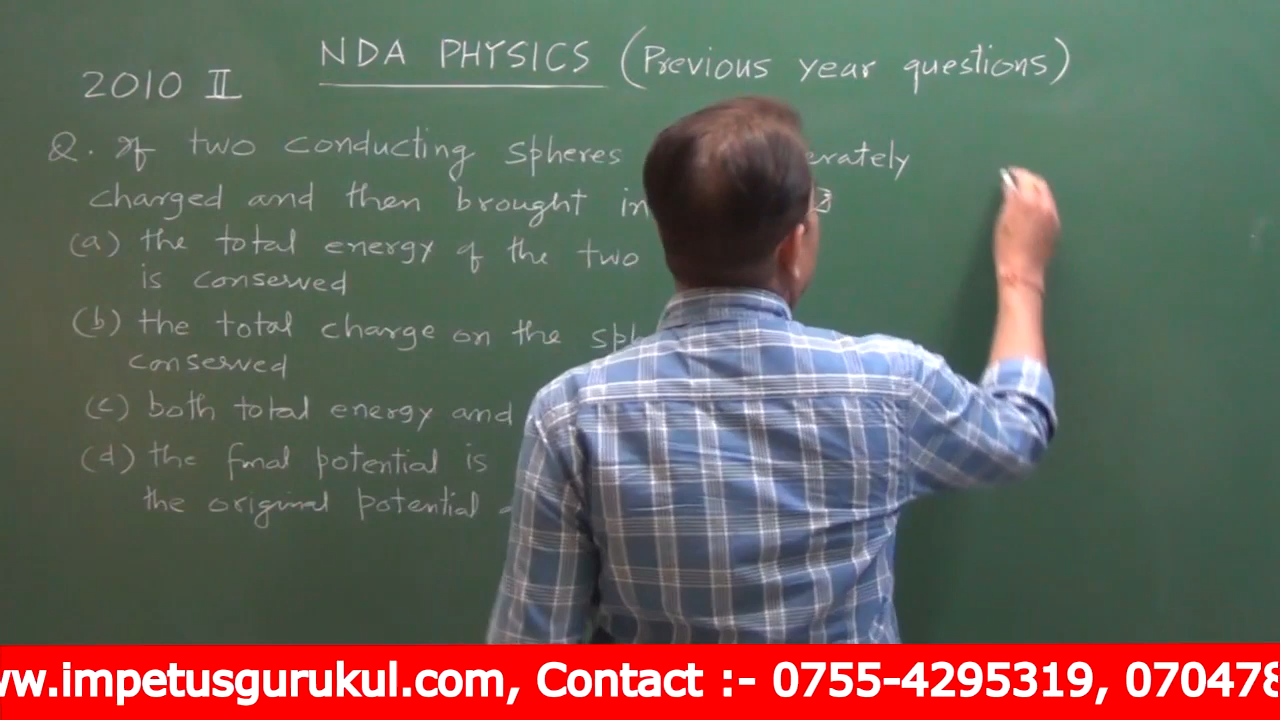 NDA PHYSICS (Previous year questions)
2010 II
Q. If two conducting spheres erately
charged and then brought in
(a) the total energy of the two
is conserved
(b) the total charge on the sph
conserved
(c) both total energy and
(d) the final potential is
the original potential
ww.impetusgurukul.com, Contact :- 0755-4295319, 070478